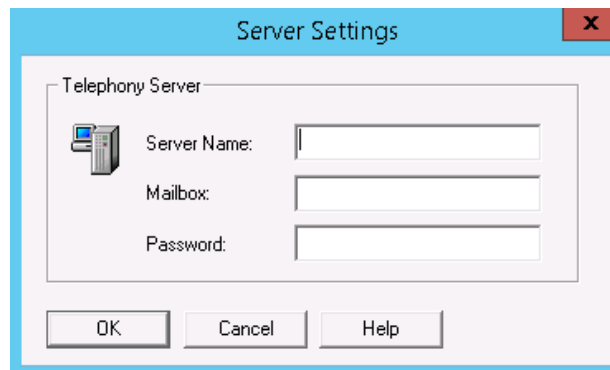 Server Settings
x
Telephony Server
Server Name:
Mailbox:
Password:
OK Cancel Help